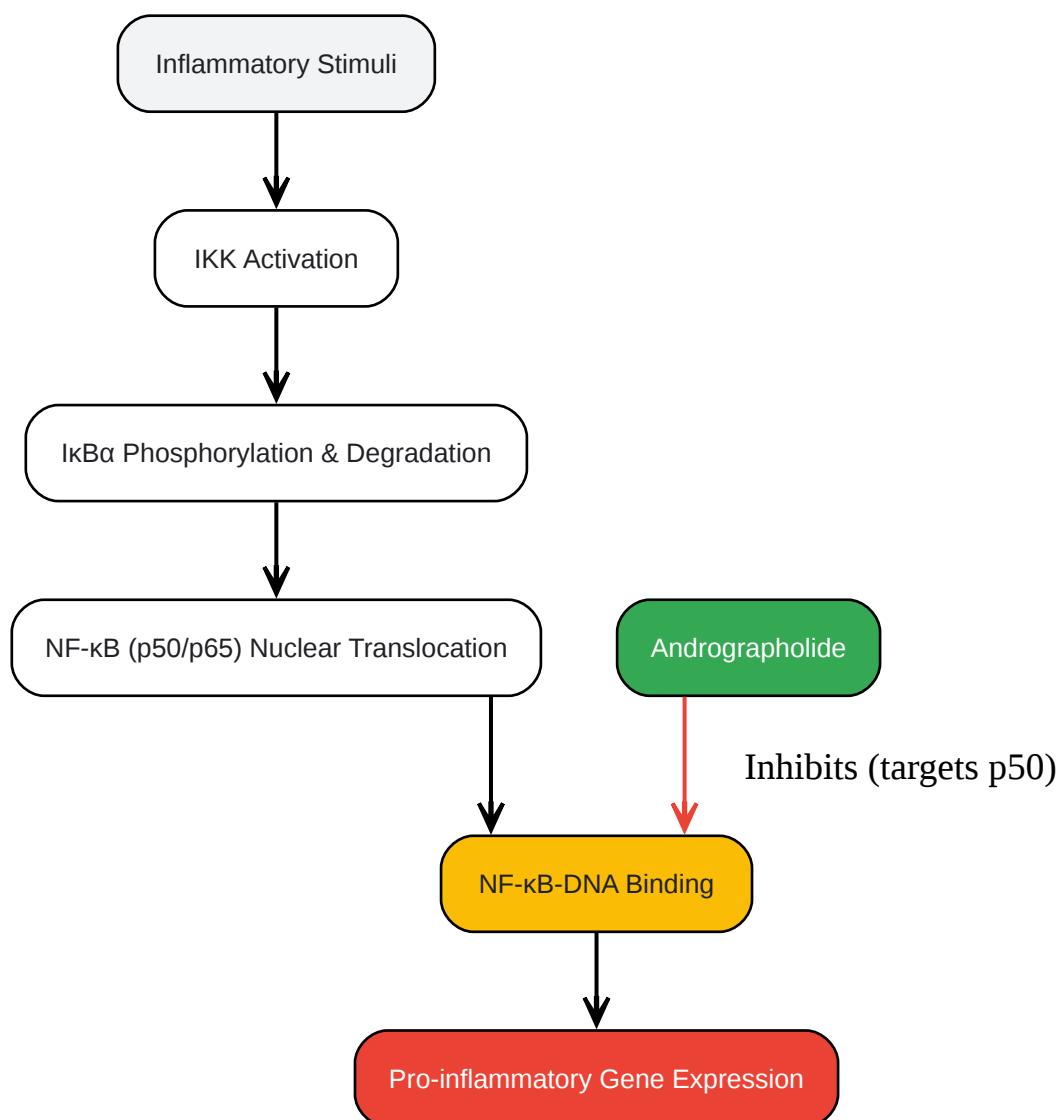 Inflammatory Stimuli
IKK Activation
IκBα Phosphorylation & Degradation
NF-κB (p50/p65) Nuclear Translocation
Andrographolide
Inhibits (targets p50)
NF-κB-DNA Binding
Pro-inflammatory Gene Expression